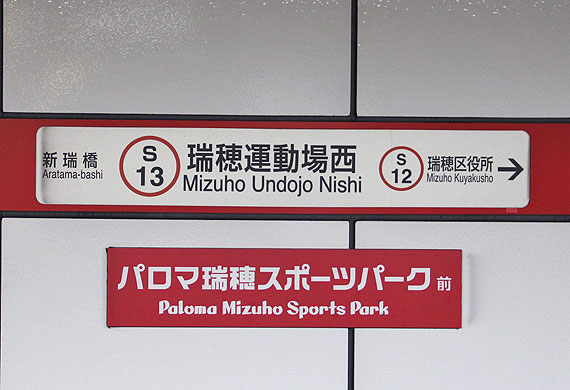 新瑞橋
Aratama-bashi
S
13
瑞穂運動場西
Mizuho Undojo Nishi
S
12
瑞穂区役所
Mizuho Kuyakusho
→
パロマ瑞穂スポーツパーク前
Paloma Mizuho Sports Park